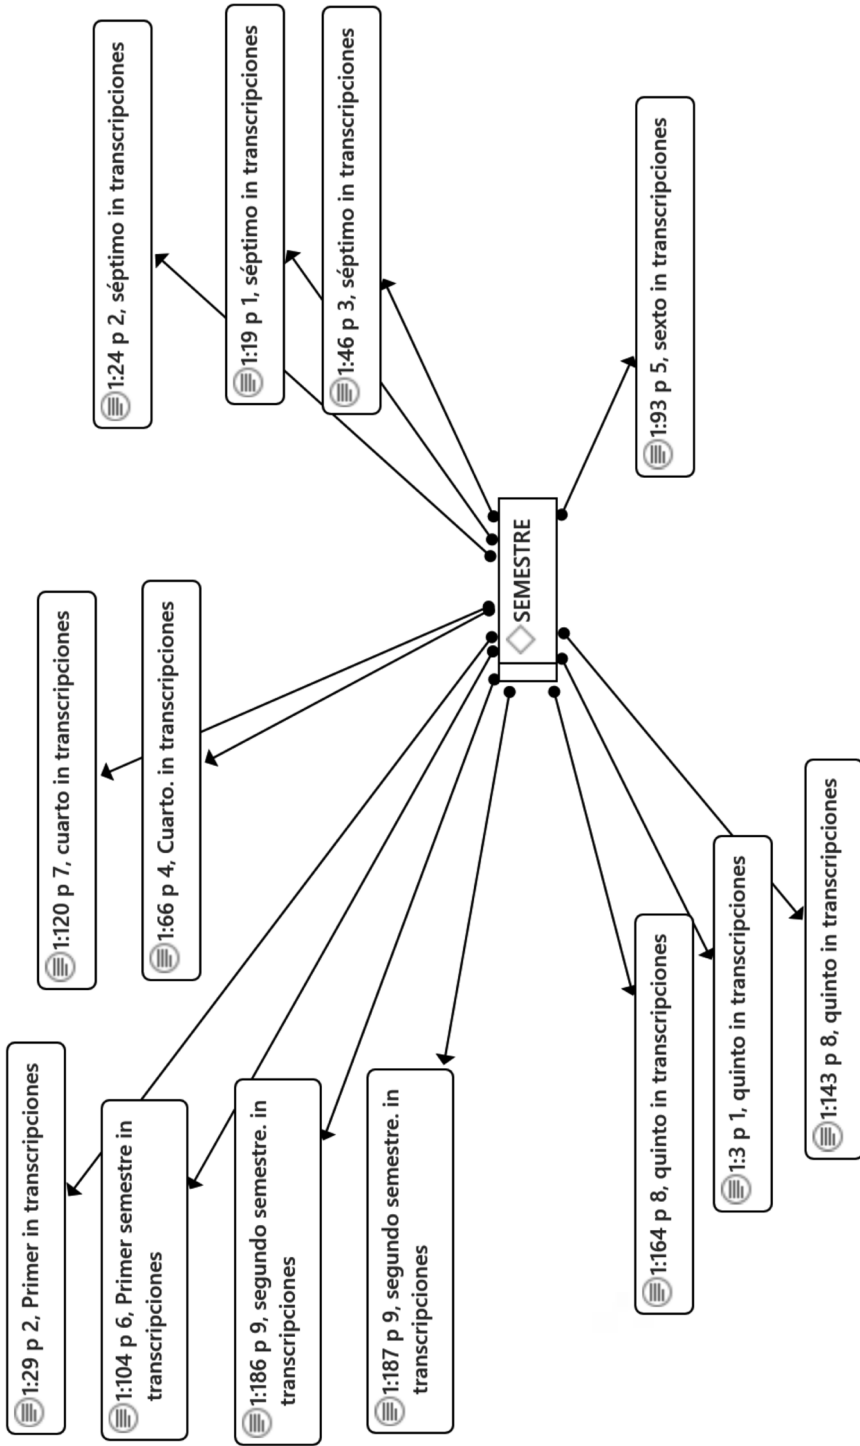 1:29 p 2, Primer in transcripciones
1:104 p 6, Primer semestre in
transcripciones
1:186 p 9, segundo semestre. in
transcripciones
1:187 p 9, segundo semestre. in
transcripciones
1:120 p 7, cuarto in transcripciones
1:66 p 4, Cuarto. in transcripciones
1:24 p 2, séptimo in transcripciones
1:19 p 1, séptimo in transcripciones
1:46 p 3, séptimo in transcripciones
SEMESTRE
1:164 p 8, quinto in transcripciones
1:3 p 1, quinto in transcripciones
1:143 p 8, quinto in transcripciones
1:93 p 5, sexto in transcripciones